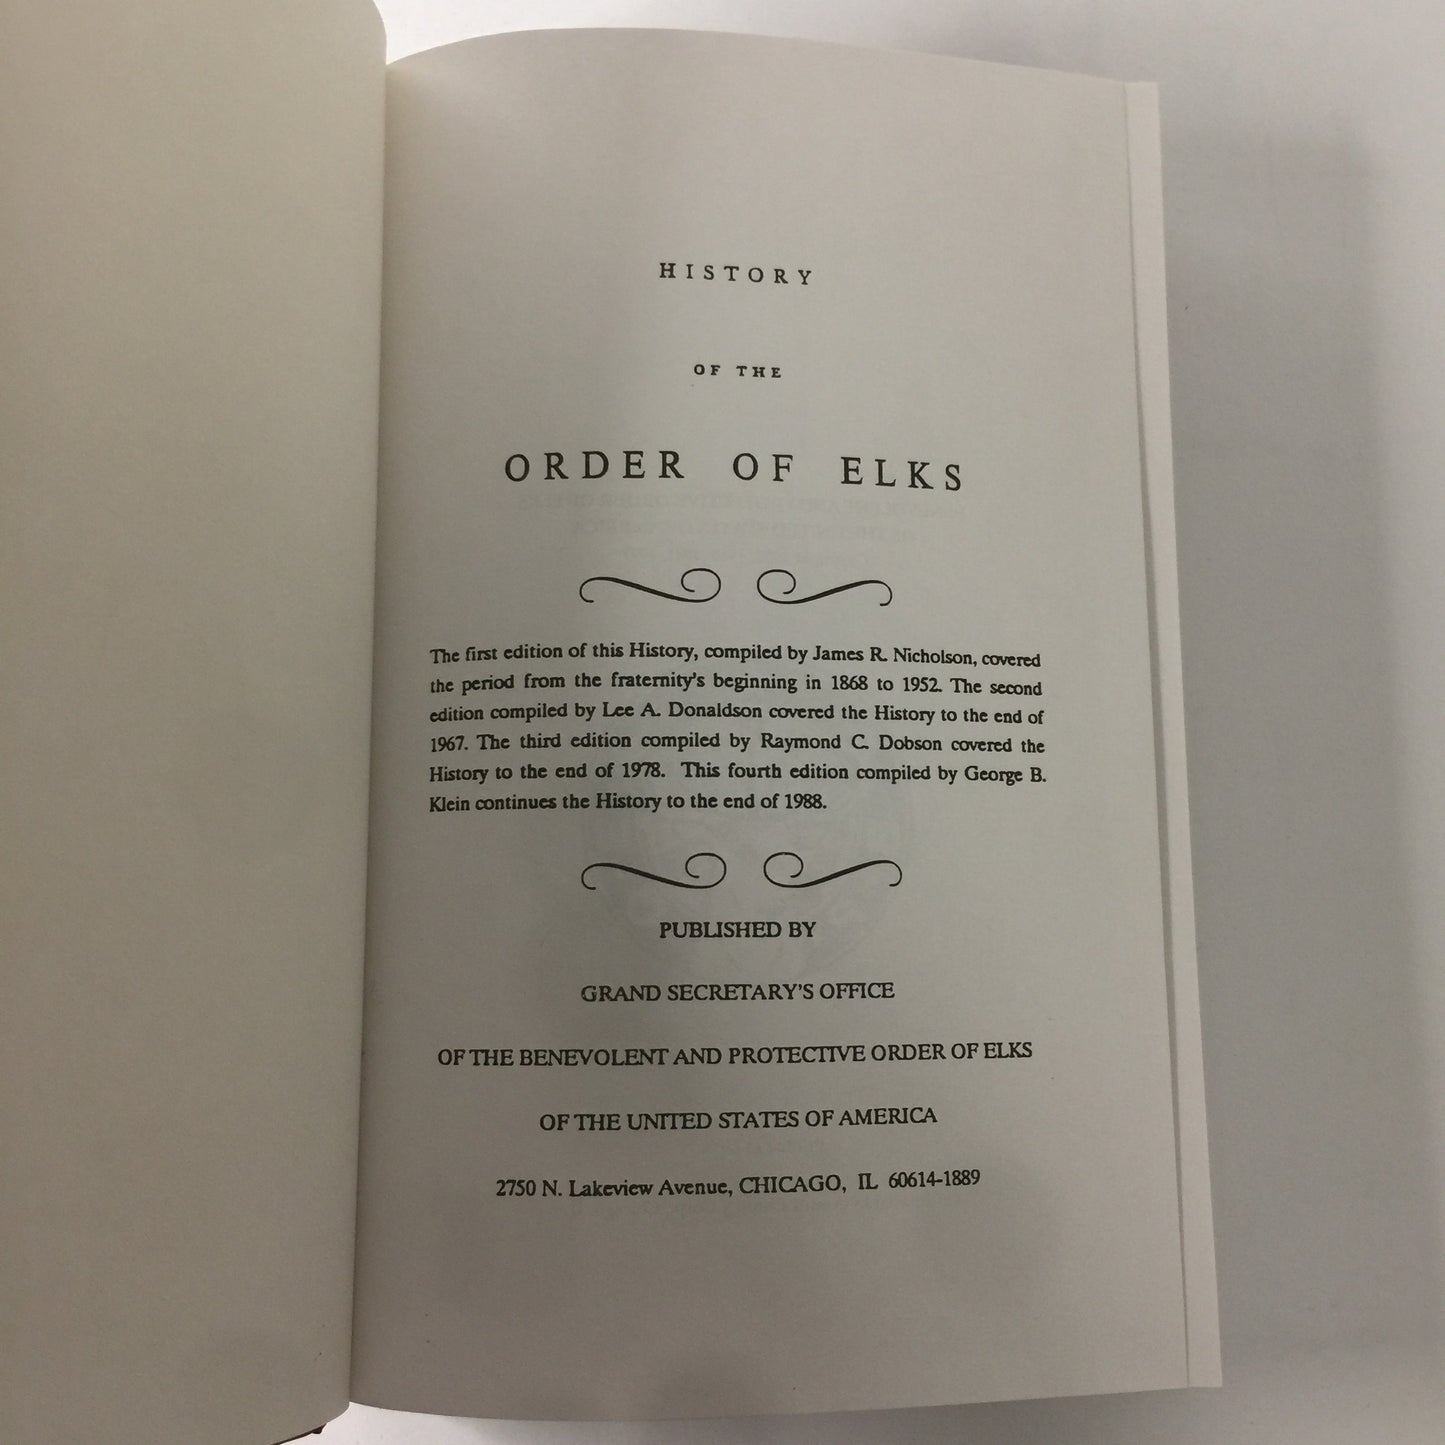 HISTORY
OF THE
ORDER OF ELKS
The first edition of this History, compiled by James R. Nicholson, covered
the period from the fraternity's beginning in 1868 to 1952. The second
edition compiled by Lee A. Donaldson covered the History to the end of
1967. The third edition compiled by Raymond C. Dobson covered the
History to the end of 1978. This fourth edition compiled by George B.
Klein continues the History to the end of 1988.
PUBLISHED BY
GRAND SECRETARY'S OFFICE
OF THE BENEVOLENT AND PROTECTIVE ORDER OF ELKS
OF THE UNITED STATES OF AMERICA
2750 N. Lakeview Avenue, CHICAGO, IL 60614-1889